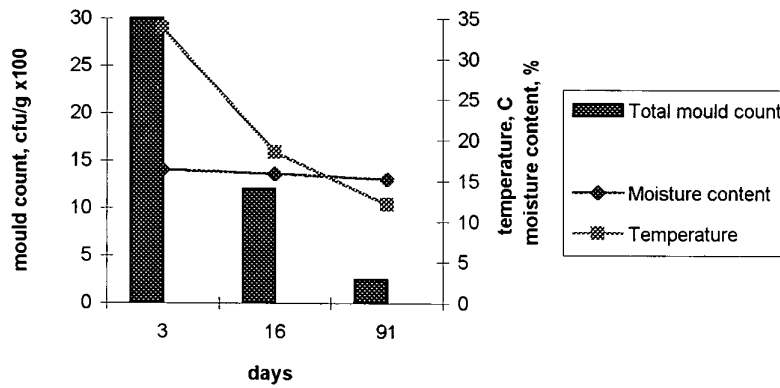 30
25
20
15
10
5
0
mould count, cfu/g x100
35
30
25
20
15
10
5
0
temperature, C
moisture content, %
3 16 91
days
Total mould count
Moisture content
Temperature